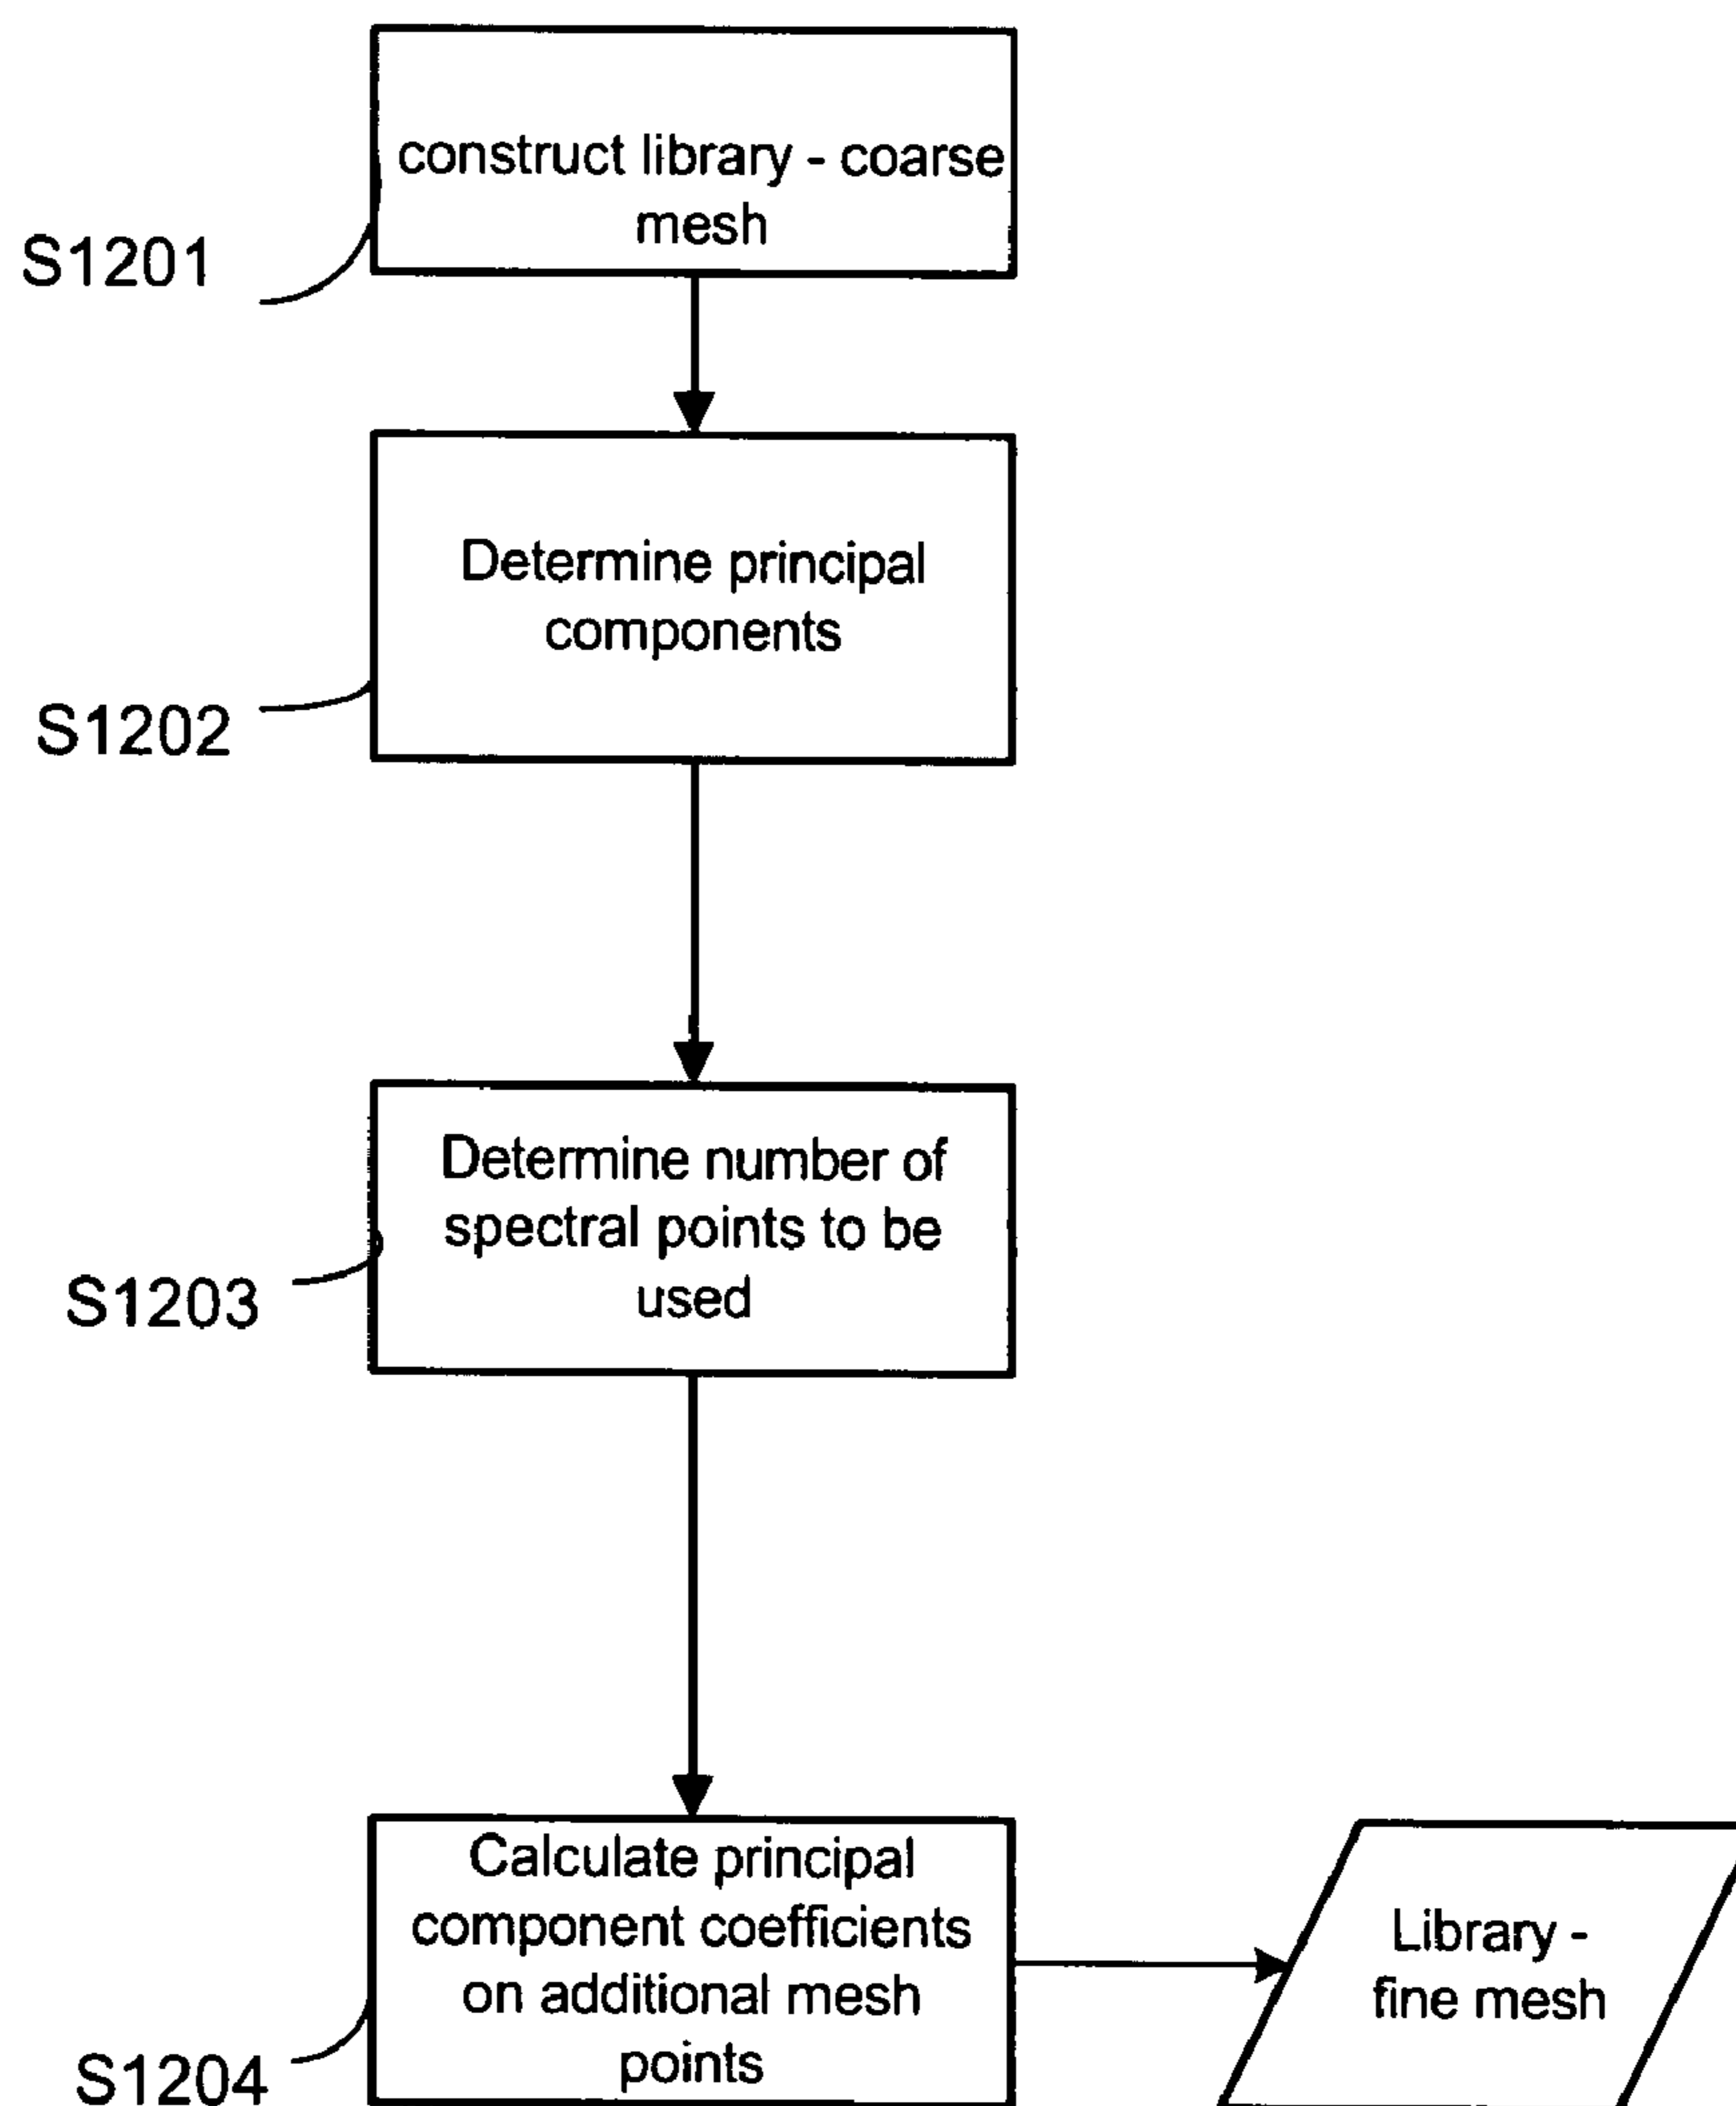 construct library - coarse
mesh
S1201
Determine principal
components
S1202
Determine number of
spectral points to be
used
S1203
Calculate principal
component coefficients
on additional mesh
points
S1204
Library -
fine mesh